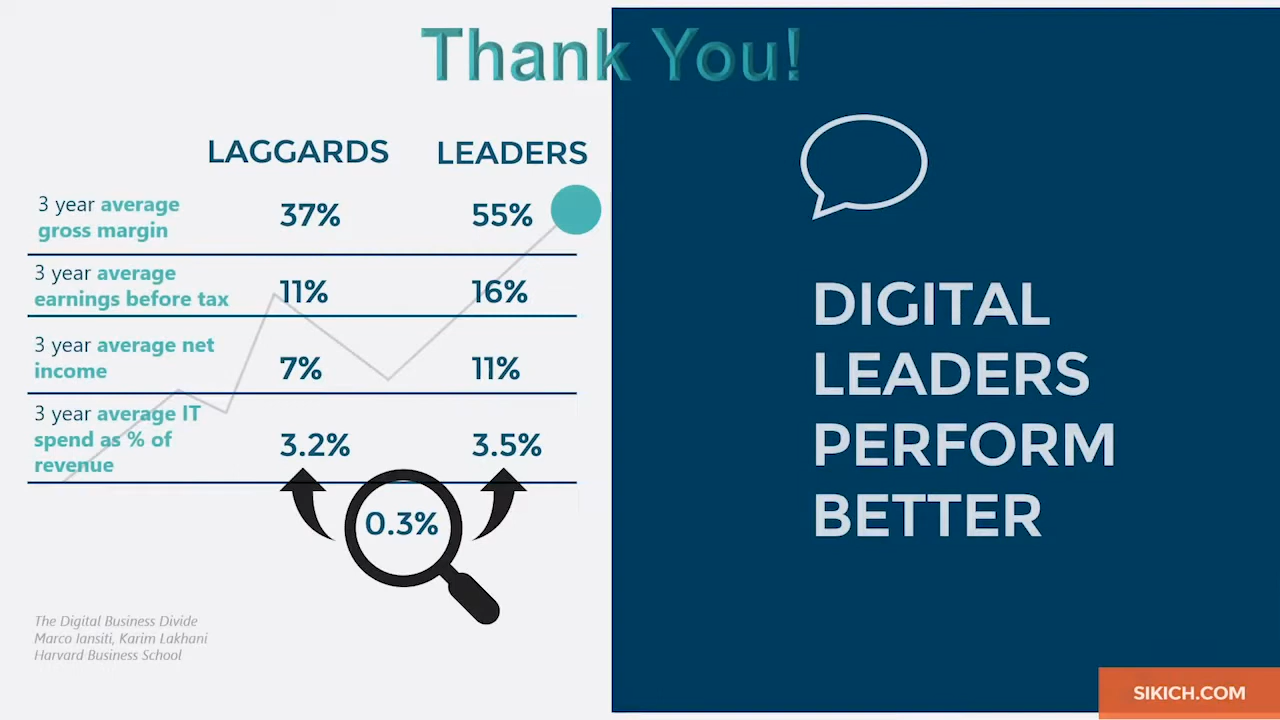 Thank You!
LAGGARDS LEADERS
3 year average
gross margin
37% 55%
3 year average
earnings before tax
11% 16%
3 year average net
income
7% 11%
3 year average IT
spend as % of
revenue
3.2% 3.5%
0.3%
The Digital Business Divide
Marco Iansiti, Karim Lakhani
Harvard Business School
DIGITAL
LEADERS
PERFORM
BETTER
SIKICH.COM